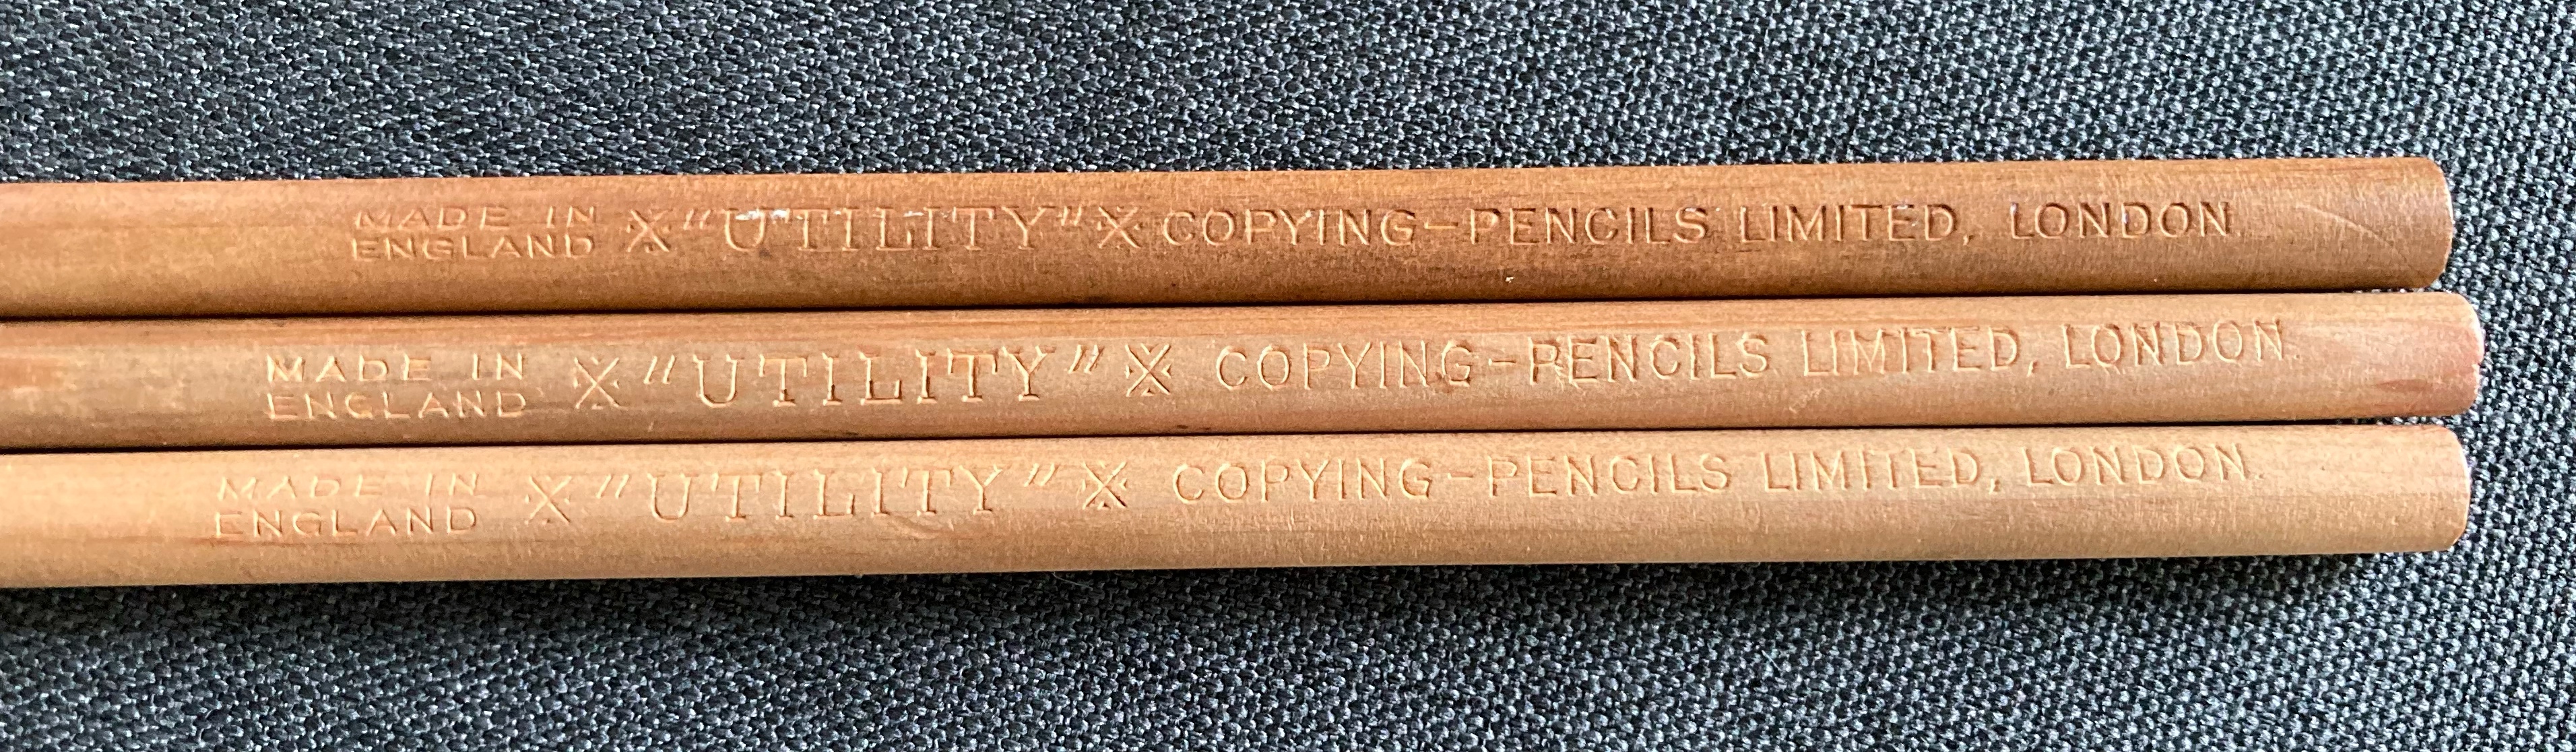 MADE IN ENGLAND ※ "UTILITY" ※ COPYING-PENCILS LIMITED, LONDON.
MADE IN ENGLAND ※ "UTILITY" ※ COPYING-PENCILS LIMITED, LONDON.
MADE IN ENGLAND ※ "UTILITY" ※ COPYING-PENCILS LIMITED, LONDON.